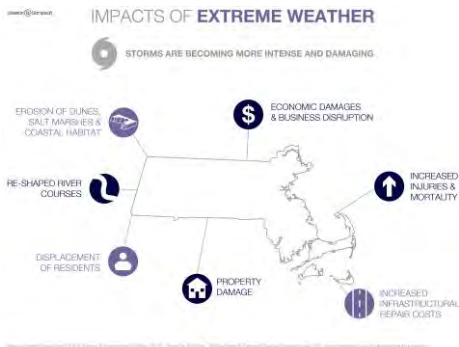 IMPACTS OF EXTREME WEATHER
STORMS ARE BECOMING MORE INTENSE AND DAMAGING
EROSION OF DUNES,
SALT MARSHES &
COASTAL HABITAT
$
ECONOMIC DAMAGES
& BUSINESS DISRUPTION
RE-SHAPED RIVER
COURSES
INCREASED
INJURIES &
MORTALITY
DISPLACEMENT
OF RESIDENTS
PROPERTY
DAMAGE
INCREASED
INFRASTRUCTURAL
REPAIR COSTS